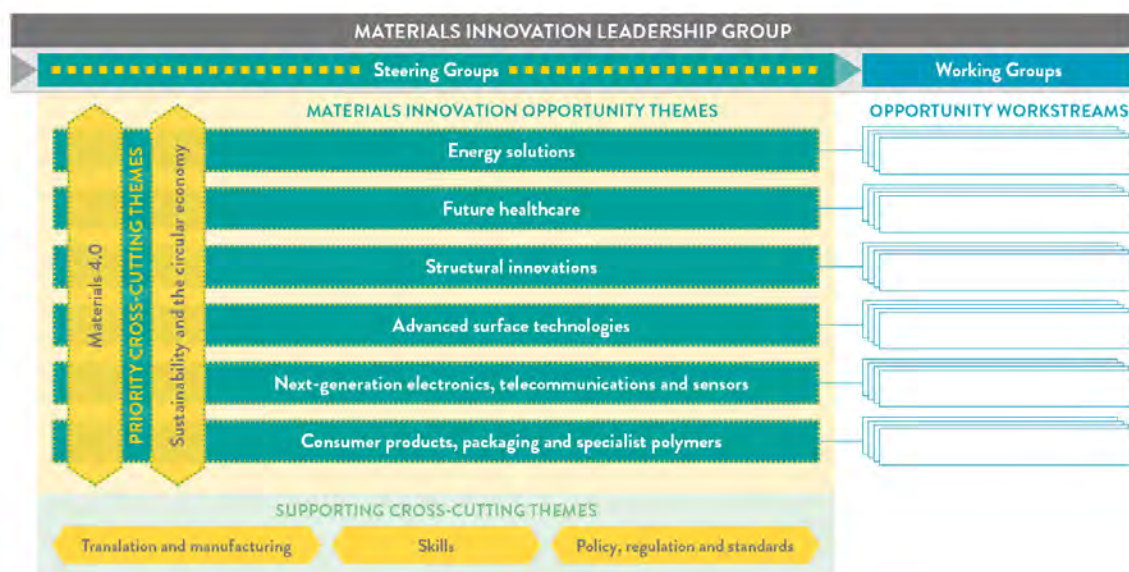 MATERIALS INNOVATION LEADERSHIP GROUP
Steering Groups
Working Groups
MATERIALS INNOVATION OPPORTUNITY THEMES
OPPORTUNITY WORKSTREAMS
Materials 4.0
PRIORITY CROSS-CUTTING THEMES
Sustainability and the circular economy
Energy solutions
Future healthcare
Structural innovations
Advanced surface technologies
Next-generation electronics, telecommunications and sensors
Consumer products, packaging and specialist polymers
SUPPORTING CROSS-CUTTING THEMES
Translation and manufacturing
Skills
Policy, regulation and standards